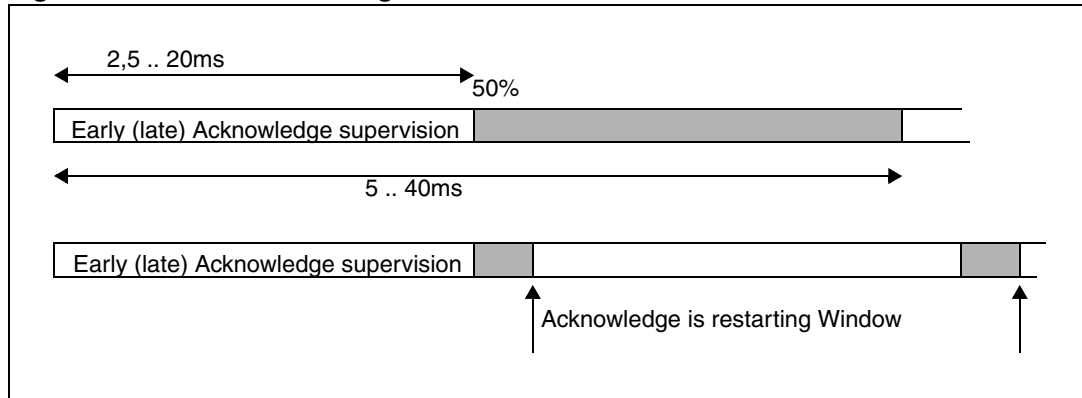 2,5 .. 20ms
50%
Early (late) Acknowledge supervision
5 .. 40ms
Early (late) Acknowledge supervision
Acknowledge is restarting Window